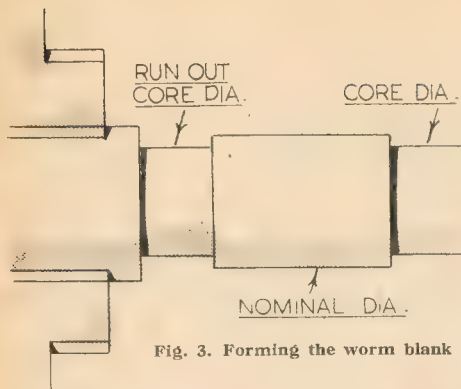 RUN OUT
CORE DIA.
CORE DIA.
NOMINAL DIA.
Fig. 3. Forming the worm blank